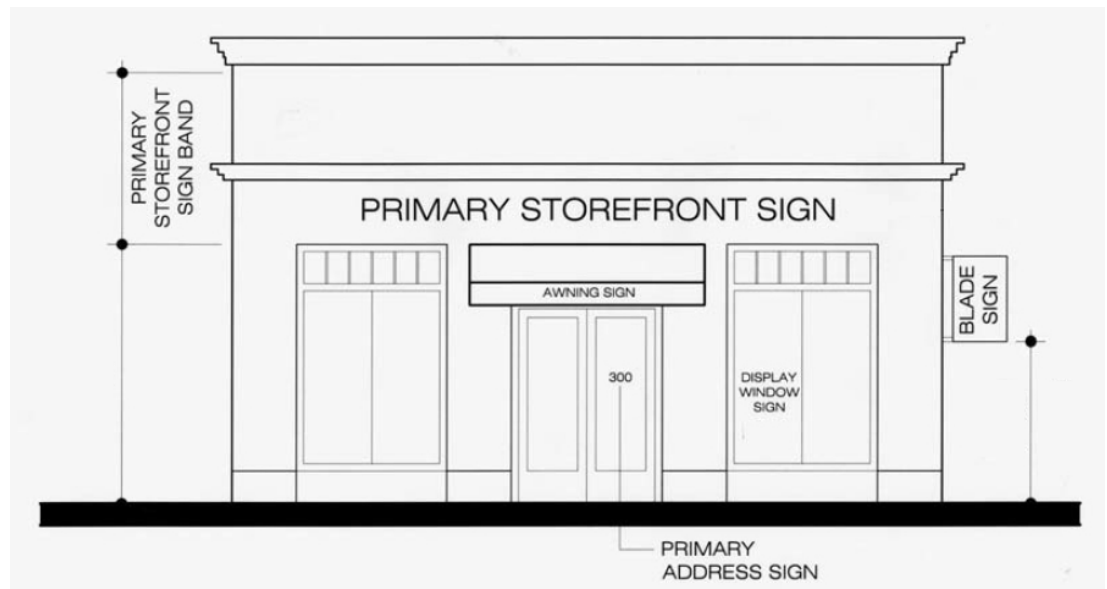 PRIMARY
STOREFRONT
SIGN BAND
PRIMARY STOREFRONT SIGN
AWNING SIGN
BLADE
SIGN
300
DISPLAY
WINDOW
SIGN
PRIMARY
ADDRESS SIGN